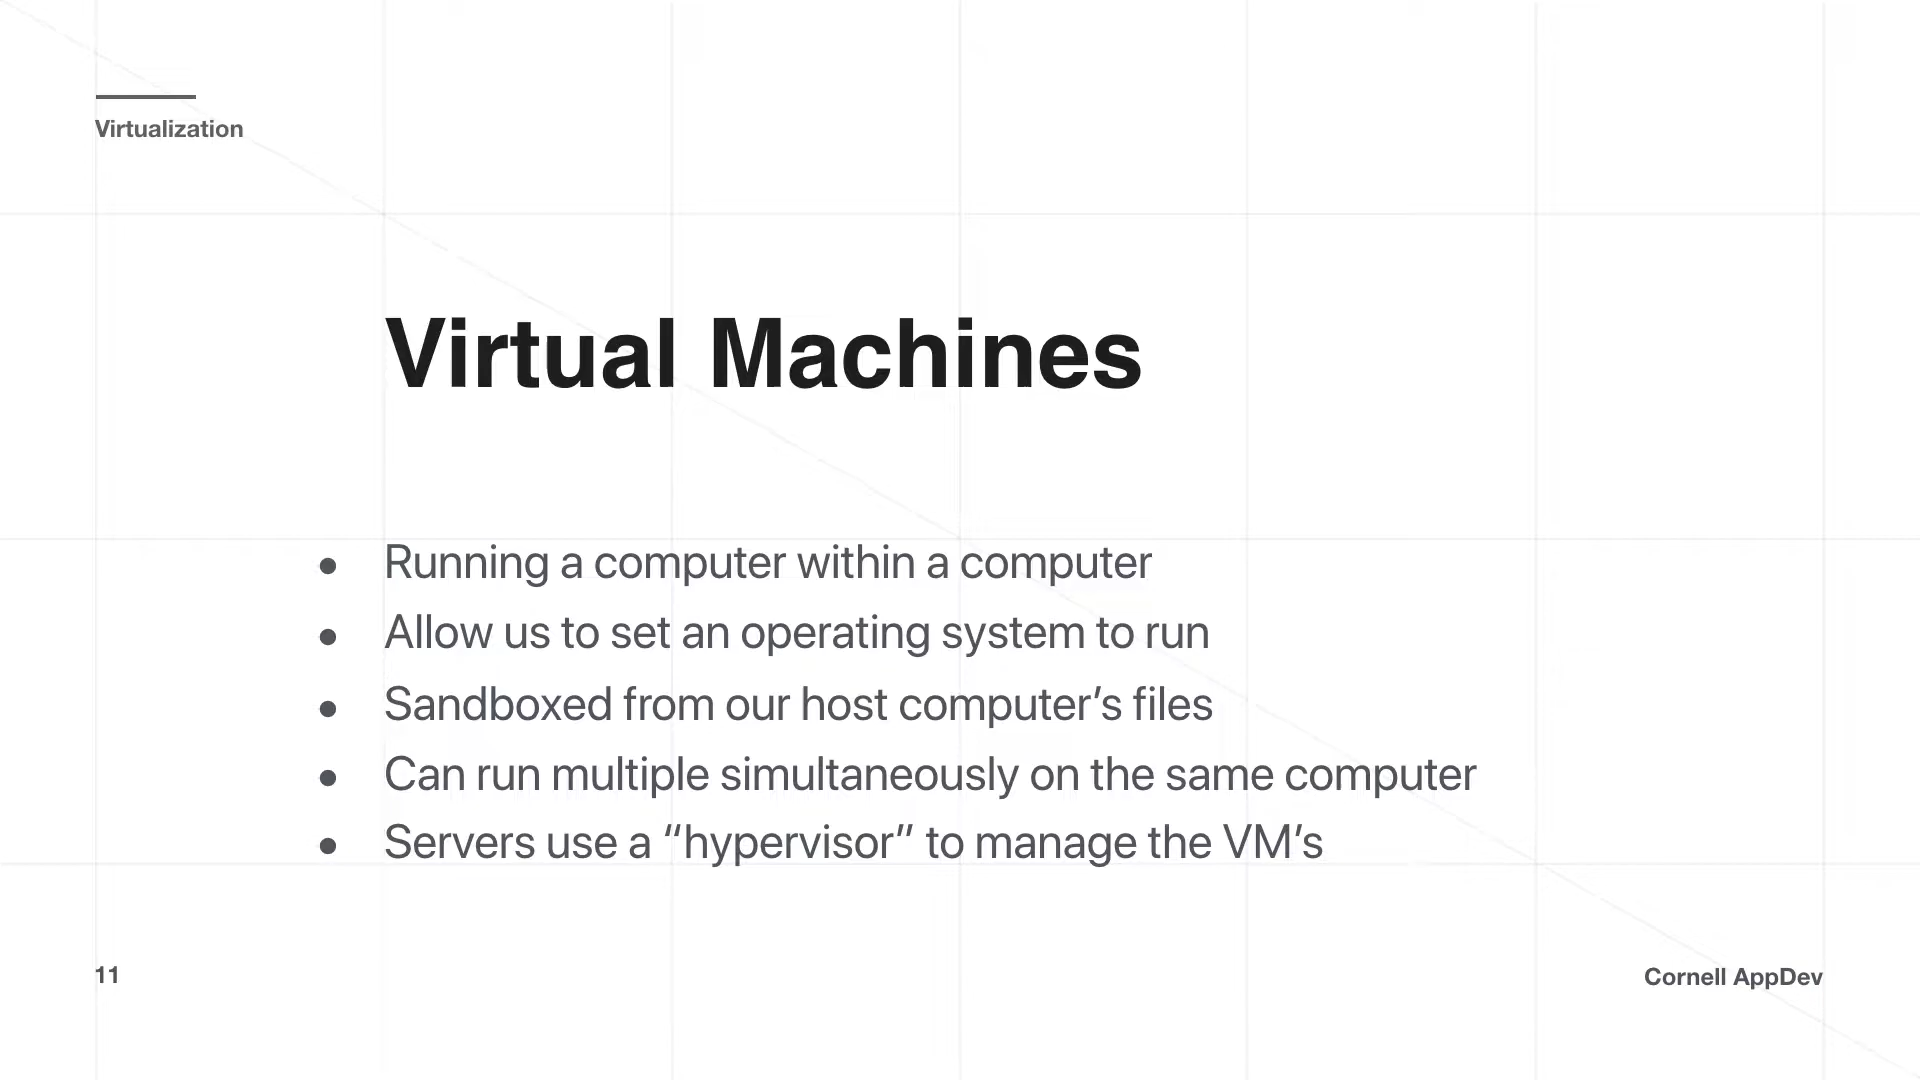 Virtualization
Virtual Machines
● Running a computer within a computer
● Allow us to set an operating system to run
● Sandboxed from our host computer’s files
● Can run multiple simultaneously on the same computer
● Servers use a “hypervisor” to manage the VM’s
11
Cornell AppDev